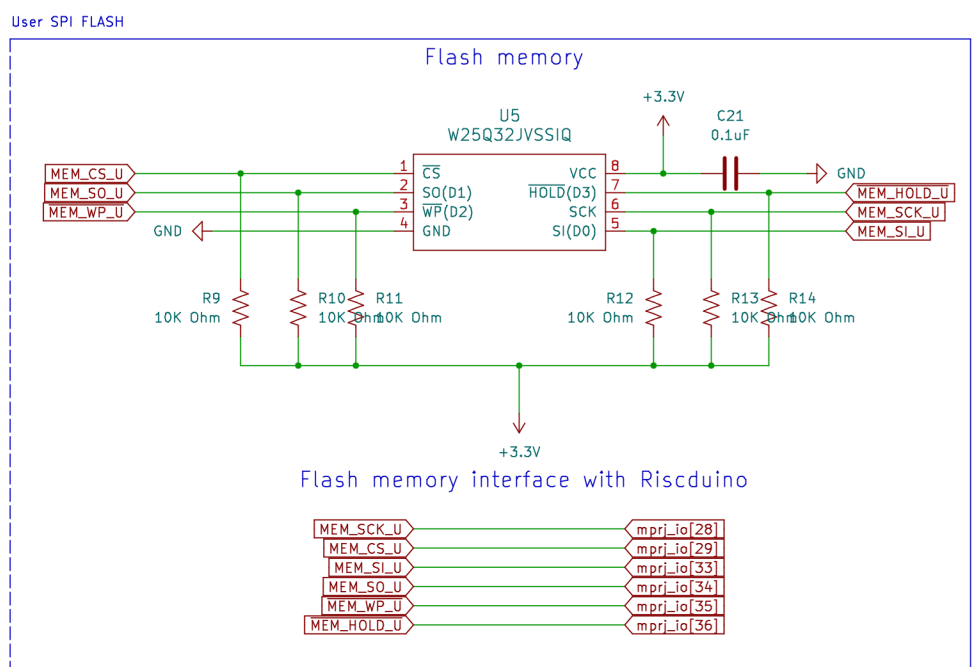 User SPI FLASH
Flash memory
+3.3V
U5
W25Q32JVSSIQ
C21
0.1uF
MEM_CS_U
1
CS
VCC
8
GND
MEM_SO_U
2
SO(D1)
HOLD(D3)
7
MEM_HOLD_U
MEM_WP_U
3
WP(D2)
SCK
6
MEM_SCK_U
GND
4
GND
SI(D0)
5
MEM_SI_U
R9
10K Ohm
R10
10K Ohm
R11
10K Ohm
R12
10K Ohm
R13
10K Ohm
R14
10K Ohm
+3.3V
Flash memory interface with Riscduino
MEM_SCK_U
mprj_io[28]
MEM_CS_U
mprj_io[29]
MEM_SI_U
mprj_io[33]
MEM_SO_U
mprj_io[34]
MEM_WP_U
mprj_io[35]
MEM_HOLD_U
mprj_io[36]